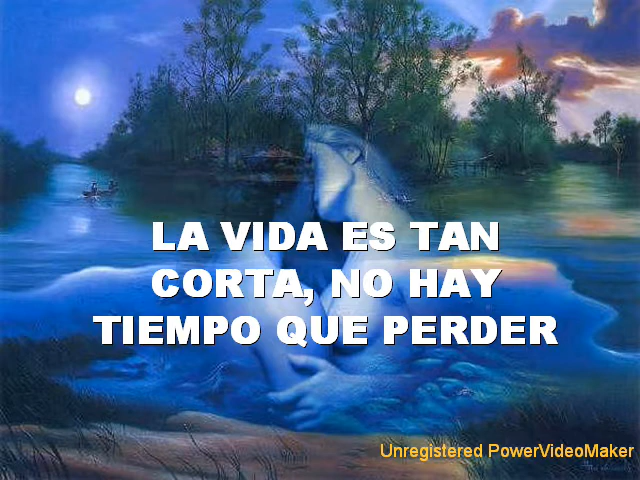 LA VIDA ES TAN
CORTA, NO HAY
TIEMPO QUE PERDER
Unregistered PowerVideoMaker